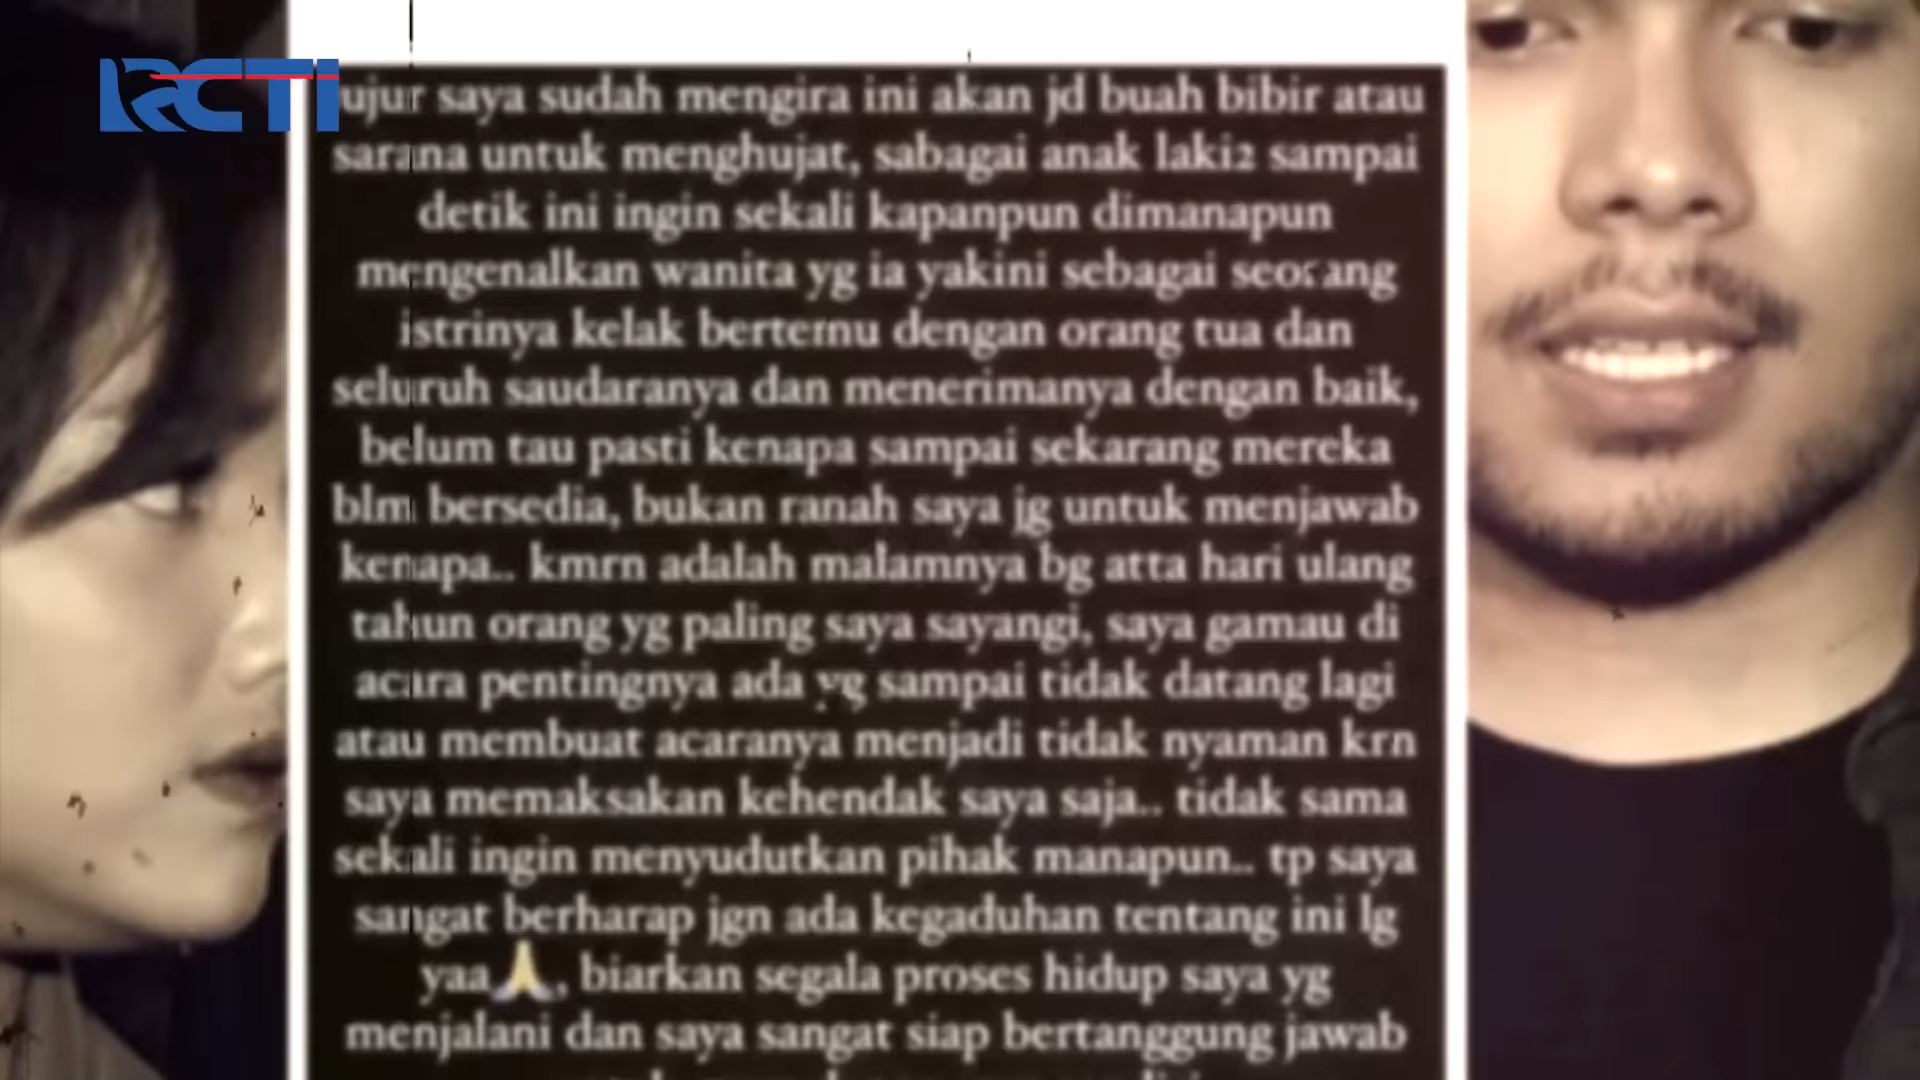 RCTI
ujur saya sudah mengira ini akan jd buah bibir atau
sarana untuk menghujat, sabagai anak laki2 sampai
detik ini ingin sekali kapanpun dimanapun
mengenalkan wanita yg ia yakini sebagai seorang
istrinya kelak bertemu dengan orang tua dan
seluruh saudaranya dan menerimanya dengan baik,
belum tau pasti kenapa sampai sekarang mereka
blm bersedia, bukan ranah saya jg untuk menjawab
kenapa.. kmrn adalah malamnya bg atta hari ulang
tahun orang yg paling saya sayangi, saya gamau di
acara pentingnya ada yg sampai tidak datang lagi
atau membuat acaranya menjadi tidak nyaman krn
saya memaksakan kehendak saya saja.. tidak sama
sekali ingin menyudutkan pihak manapun.. tp saya
sangat berharap jgn ada kegaduhan tentang ini lg
yaa🙏, biarkan segala proses hidup saya yg
menjalani dan saya sangat siap bertanggung jawab